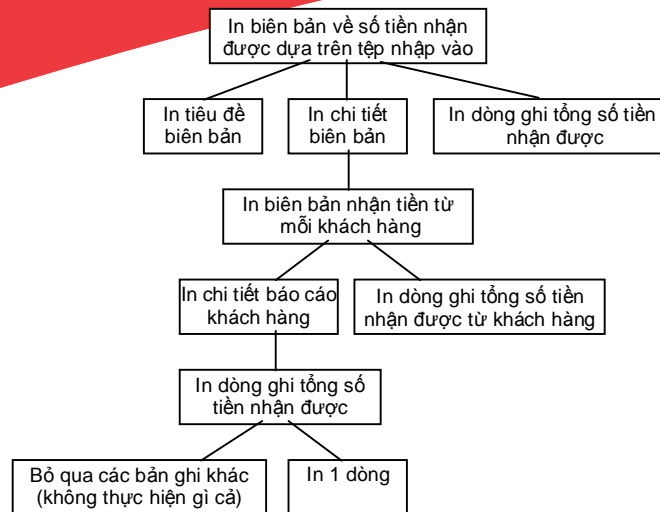 In biên bản về số tiền nhận
được dựa trên tệp nhập vào
In tiêu đề
biên bản
In chi tiết
biên bản
In dòng ghi tổng số tiền
nhận được
In biên bản nhận tiền từ
mỗi khách hàng
In chi tiết báo cáo
khách hàng
In dòng ghi tổng số tiền
nhận được từ khách hàng
In dòng ghi tổng số
tiền nhận được
Bỏ qua các bản ghi khác
(không thực hiện gì cả)
In 1 dòng